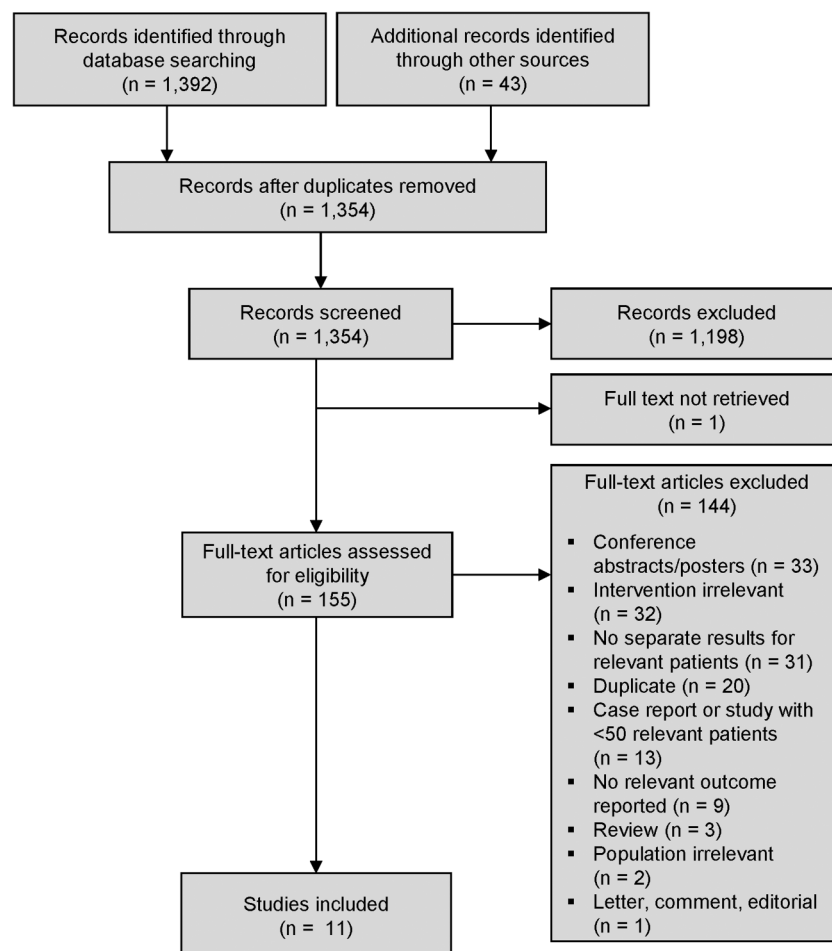 Records identified through
database searching
(n = 1,392)
Additional records identified
through other sources
(n = 43)
Records after duplicates removed
(n = 1,354)
Records screened
(n = 1,354)
Records excluded
(n = 1,198)
Full text not retrieved
(n = 1)
Full-text articles assessed
for eligibility
(n = 155)
Full-text articles excluded
(n = 144)
▪ Conference
abstracts/posters (n = 33)
▪ Intervention irrelevant
(n = 32)
▪ No separate results for
relevant patients (n = 31)
▪ Duplicate (n = 20)
▪ Case report or study with
<50 relevant patients
(n = 13)
▪ No relevant outcome
reported (n = 9)
▪ Review (n = 3)
▪ Population irrelevant
(n = 2)
▪ Letter, comment, editorial
(n = 1)
Studies included
(n = 11)